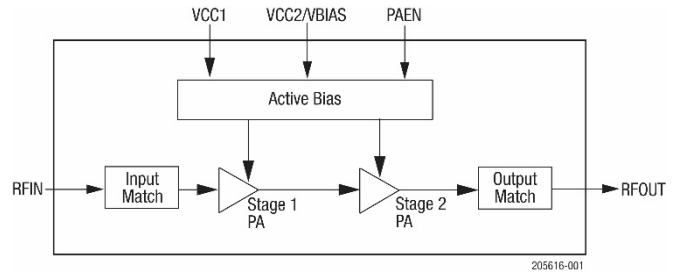 VCC1 VCC2/VBIAS PAEN
Active Bias
RFIN
Input
Match
Stage 1
PA
Stage 2
PA
Output
Match
RFOUT
205616-001